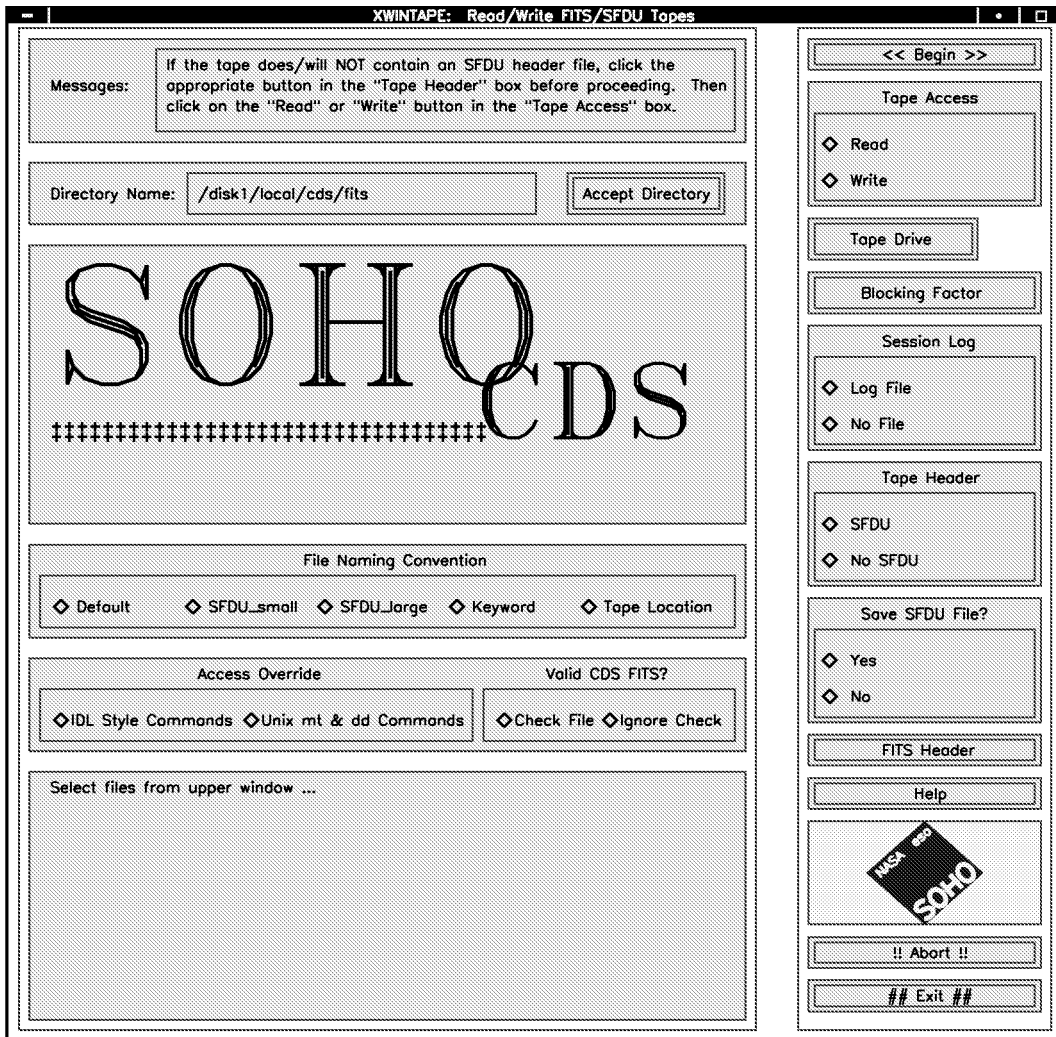 XWINTAPE: Read/Write FITS/SFDU Tapes
Messages:
If the tape does/will NOT contain an SFDU header file, click the
appropriate button in the "Tape Header" box before proceeding. Then
click on the "Read" or "Write" button in the "Tape Access" box.
Directory Name: /disk1/local/cds/fits Accept Directory
SOHO
CDS
‡‡‡‡‡‡‡‡‡‡‡‡‡‡‡‡‡‡‡‡‡‡‡‡‡‡‡‡‡‡‡‡‡‡
File Naming Convention
Default SFDU_small SFDU_large Keyword Tape Location
Access Override
IDL Style Commands Unix mt & dd Commands
Valid CDS FITS?
Check File Ignore Check
Select files from upper window ...
<< Begin >>
Tape Access
Read
Write
Tape Drive
Blocking Factor
Session Log
Log File
No File
Tape Header
SFDU
No SFDU
Save SFDU File?
Yes
No
FITS Header
Help
NASA esa
SOHO
!! Abort !!
## Exit ##